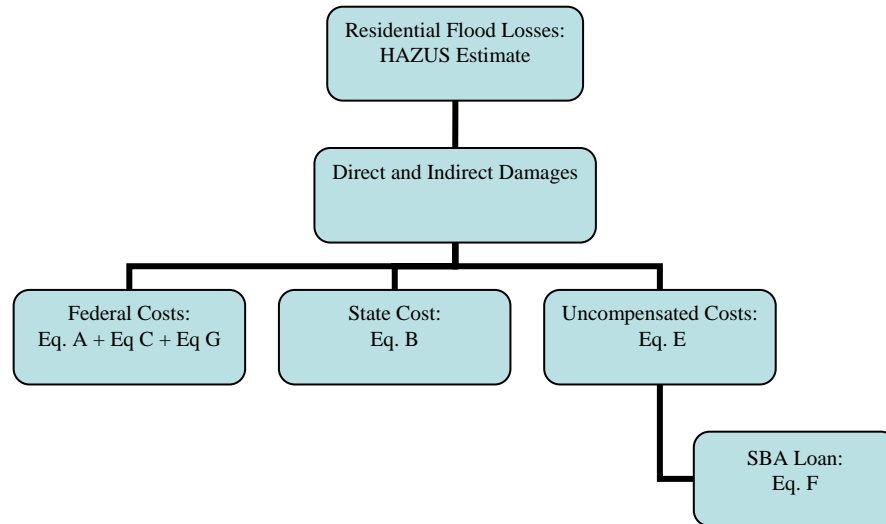 Residential Flood Losses:
HAZUS Estimate
Direct and Indirect Damages
Federal Costs:
Eq. A + Eq C + Eq G
State Cost:
Eq. B
Uncompensated Costs:
Eq. E
SBA Loan:
Eq. F